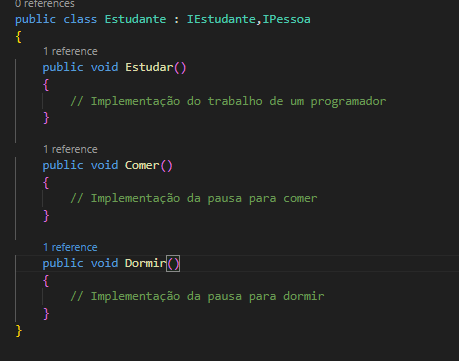 0 references
public class Estudante : IEstudante,IPessoa
{
1 reference
public void Estudar()
{
// Implementação do trabalho de um programador
}
1 reference
public void Comer()
{
// Implementação da pausa para comer
}
1 reference
public void Dormir()
{
// Implementação da pausa para dormir
}
}